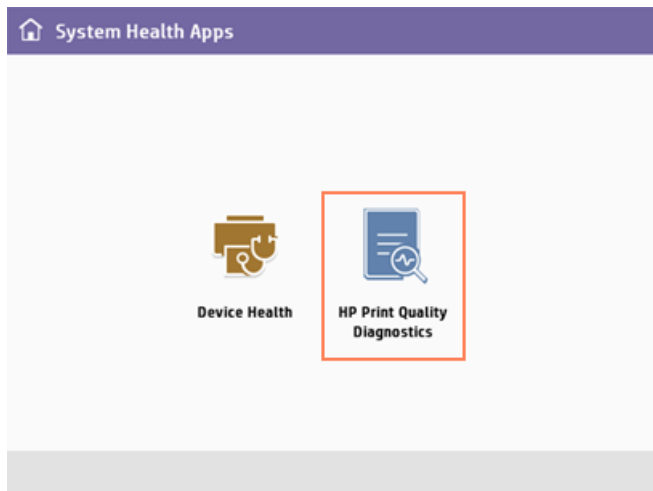 System Health Apps
Device Health
HP Print Quality
Diagnostics